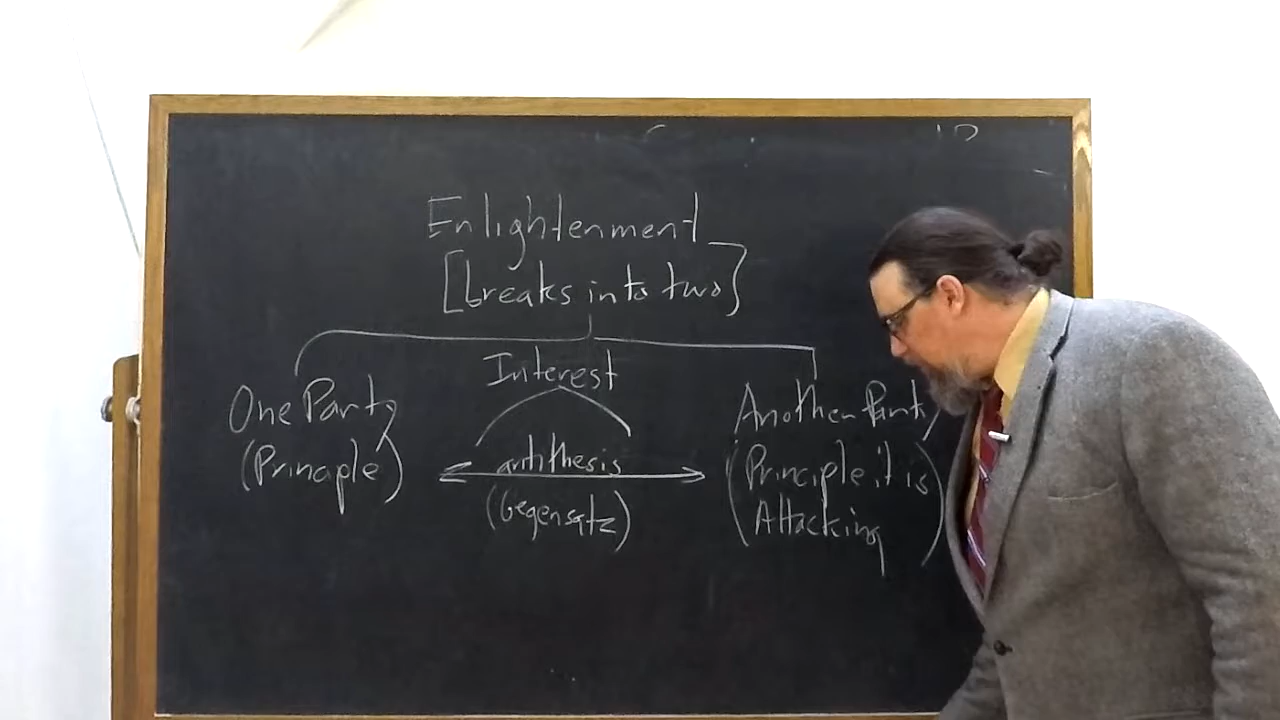 Enlightenment
[breaks into two]
Interest
One Party
(Principle)
antithesis
(Gegensatz)
Another Party
(Principle it is
Attacking)